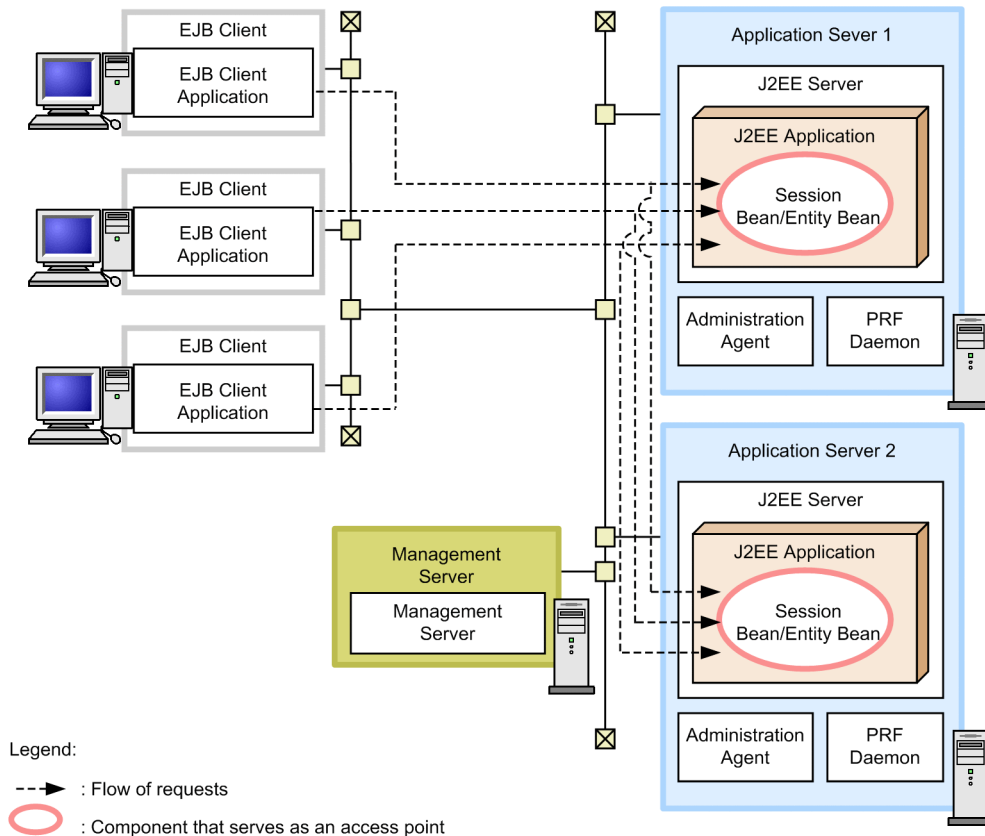 EJB Client
EJB Client
Application
EJB Client
EJB Client
Application
EJB Client
EJB Client
Application
Application Sever 1
J2EE Server
J2EE Application
Session
Bean/Entity Bean
Administration
Agent
PRF
Daemon
Application Server 2
J2EE Server
J2EE Application
Session
Bean/Entity Bean
Administration
Agent
PRF
Daemon
Management
Server
Management
Server
Legend:
: Flow of requests
: Component that serves as an access point